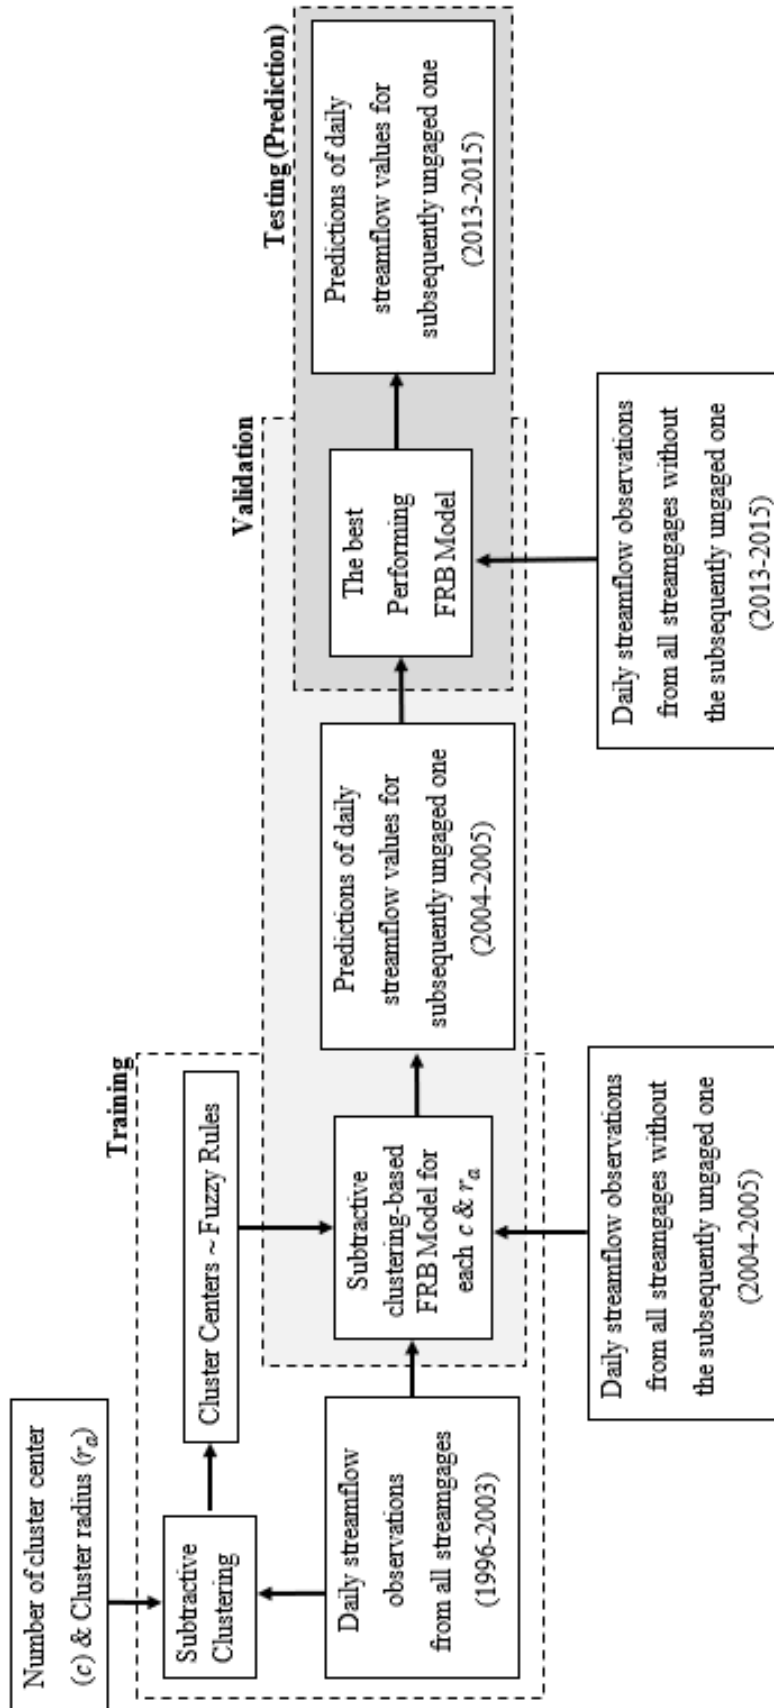 Number of cluster center
(c) & Cluster radius (rₐ)
Training
Subtractive
Clustering
Cluster Centers ~ Fuzzy Rules
Daily streamflow
observations
from all streamgages
(1996-2003)
Subtractive
clustering-based
FRB Model for
each c & rₐ
Daily streamflow observations
from all streamgages without
the subsequently ungaged one
(2004-2005)
Validation
Predictions of daily
streamflow values for
subsequently ungaged one
(2004-2005)
The best
Performing
FRB Model
Daily streamflow observations
from all streamgages without
the subsequently ungaged one
(2013-2015)
Testing (Prediction)
Predictions of daily
streamflow values for
subsequently ungaged one
(2013-2015)